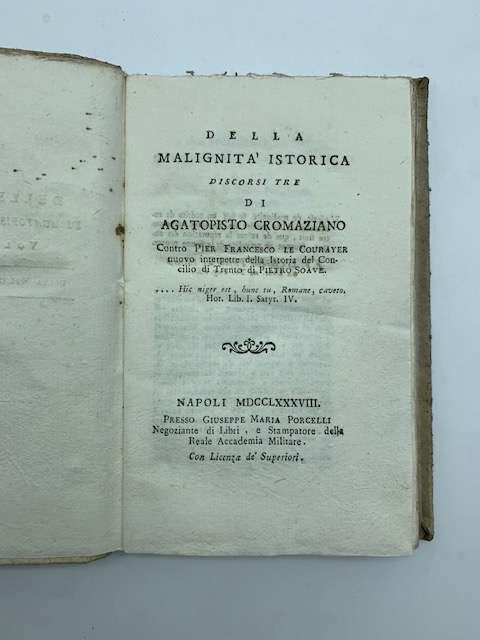 DELLA
MALIGNITA' ISTORICA
DISCORSI TRE
DI
AGATOPISTO CROMAZIANO
Contro PIER FRANCESCO LE COURAYER
nuovo interpetre della Istoria del Con-
cilio di Trento di PIETRO SOAVE.
.... Hic niger est, hunc tu, Romane, caveto.
Hor. Lib. I. Satyr. IV.
NAPOLI MDCCLXXXVIII.
PRESSO GIUSEPPE MARIA PORCELLI
Negoziante di Libri, e Stampatore della
Reale Accademia Militare.
Con Licenza de' Superiori.